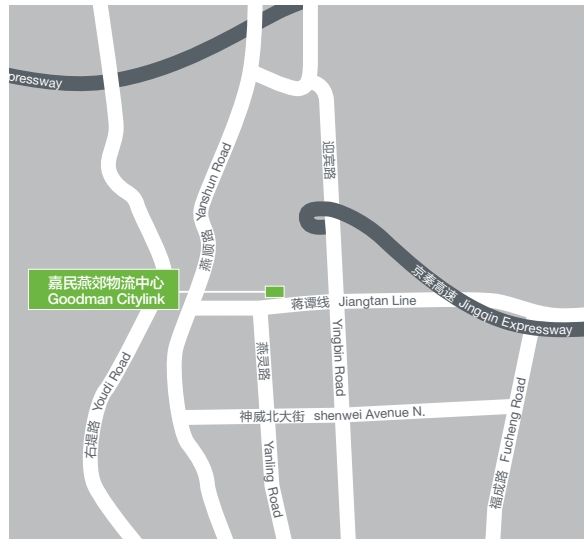 pressway
迎宾路
燕顺路 Yanshun Road
京秦高速 Jingqin Expressway
嘉民燕郊物流中心
Goodman Citylink
蒋谭线 Jiangtan Line
Yingbin Road
燕灵路
右堤路 Youdi Road
神威北大街 shenwei Avenue N.
福成路 Fucheng Road
Yanling Road